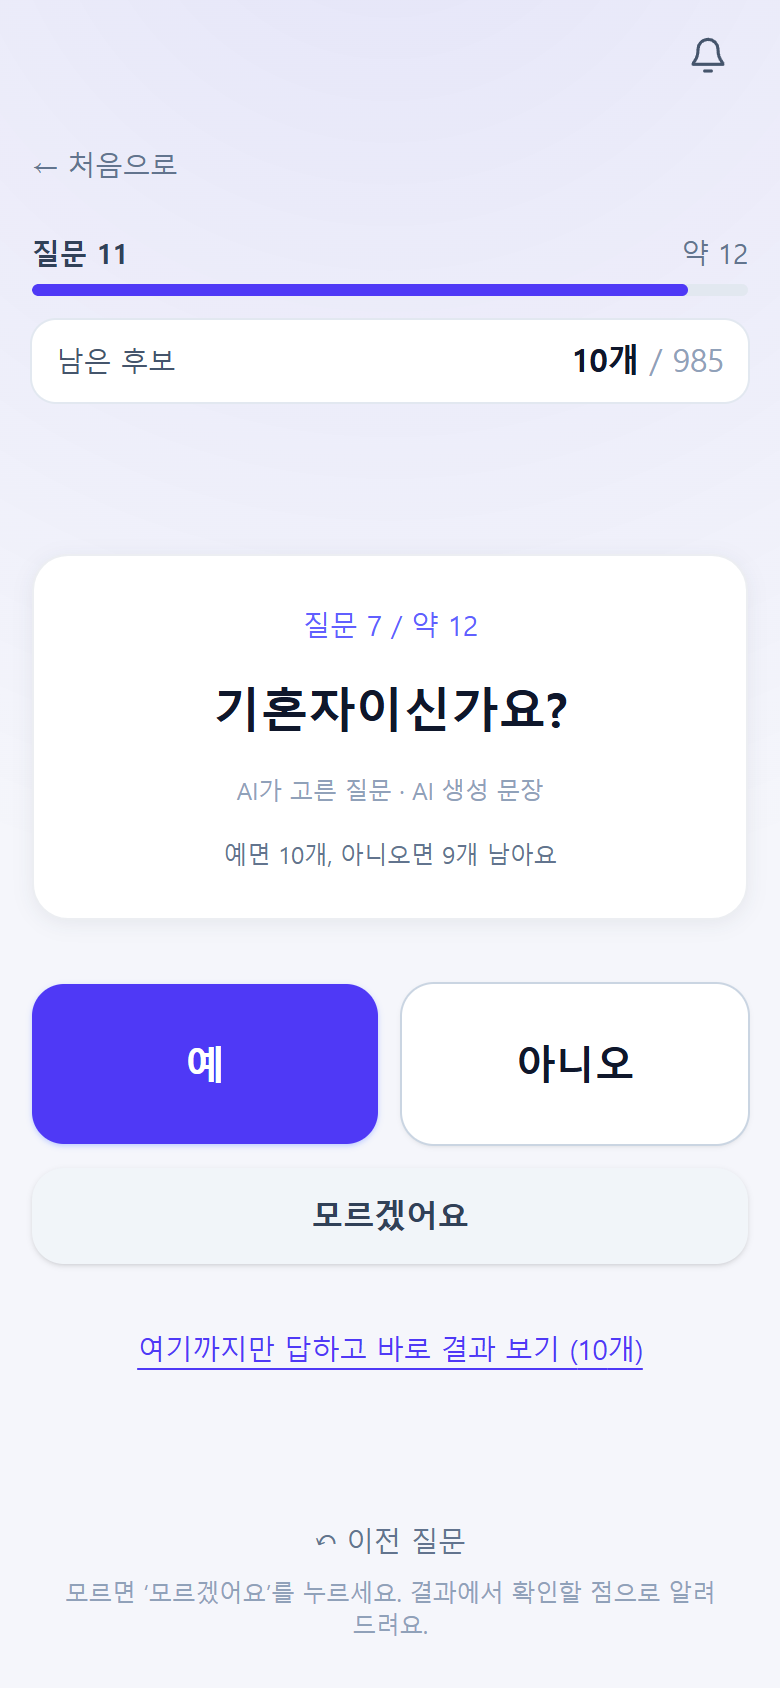 ← 처음으로
질문 11
약 12
남은 후보
10개 / 985
질문 7 / 약 12
기혼자이신가요?
AI가 고른 질문 · AI 생성 문장
예면 10개, 아니오면 9개 남아요
예
아니오
모르겠어요
여기까지만 답하고 바로 결과 보기 (10개)
↶ 이전 질문
모르면 ‘모르겠어요’를 누르세요. 결과에서 확인할 점으로 알려
드려요.